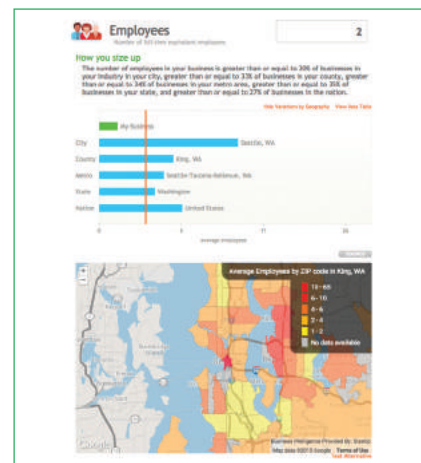 Employees
2
Number of full-time equivalent employees
How you size up
The number of employees in your business is greater than or equal to 30% of businesses in
your industry in your city, greater than or equal to 33% of businesses in your county, greater
than or equal to 34% of businesses in your metro area, greater than or equal to 35% of
businesses in your state, and greater than or equal to 27% of businesses in the nation.
Hide Variations by Geography View Data Table
My Business
City Seattle, WA
County King, WA
Metro Seattle-Tacoma-Bellevue, WA
State Washington
Nation United States
0
Average employees
Average Employees by ZIP code in King, WA
6 - 10
4 - 6
2 - 4
1 - 2
No data available
Google
Map data ©2013 Google Terms of Use
Text Alternative